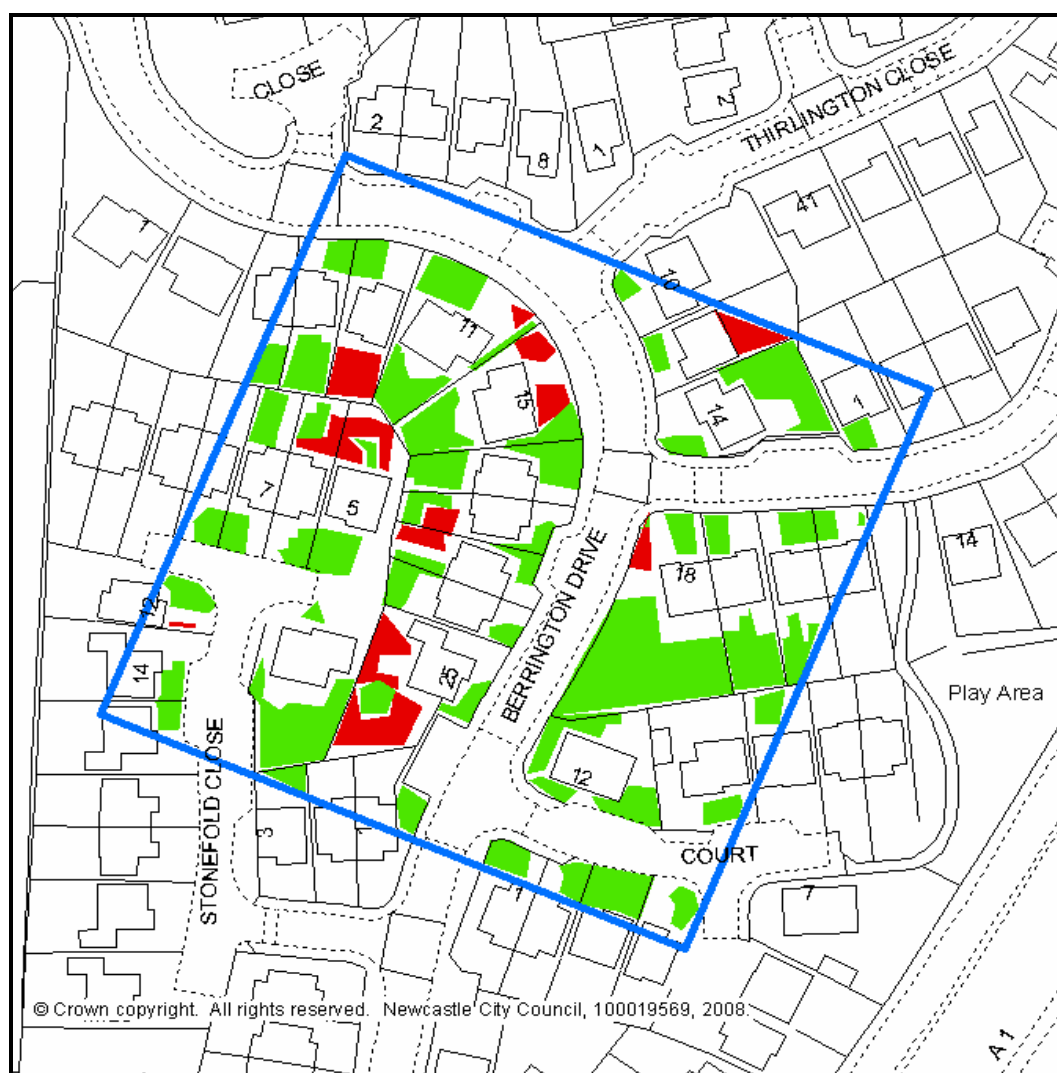 CLOSE
2
8
1
2
THIRLINGTON CLOSE
1
41
10
11
15
14
1
7
5
BERRINGTON DRIVE
18
14
12
14
25
Play Area
12
STONEFOLD CLOSE
3
1
COURT
1
7
© Crown copyright. All rights reserved. Newcastle City Council, 100019569, 2008.
A 1